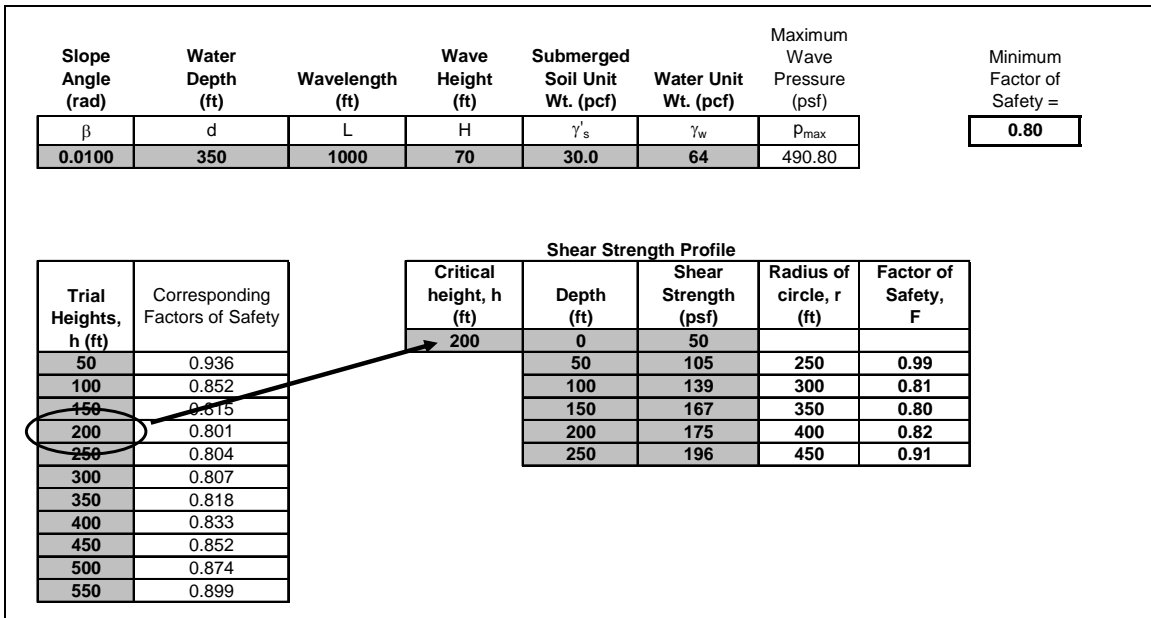 Slope Angle (rad) Water Depth (ft) Wavelength (ft) Wave Height (ft) Submerged Soil Unit Wt. (pcf) Water Unit Wt. (pcf) Maximum Wave Pressure (psf) Minimum Factor of Safety =
β d L H γ's γw pmax 0.80
0.0100 350 1000 70 30.0 64 490.80
Shear Strength Profile
Trial Heights, h (ft) Corresponding Factors of Safety Critical height, h (ft) Depth (ft) Shear Strength (psf) Radius of circle, r (ft) Factor of Safety, F
200 0 50
50 0.936 50 105 250 0.99
100 0.852 100 139 300 0.81
150 0.815 150 167 350 0.80
200 0.801 200 175 400 0.82
250 0.804 250 196 450 0.91
300 0.807
350 0.818
400 0.833
450 0.852
500 0.874
550 0.899